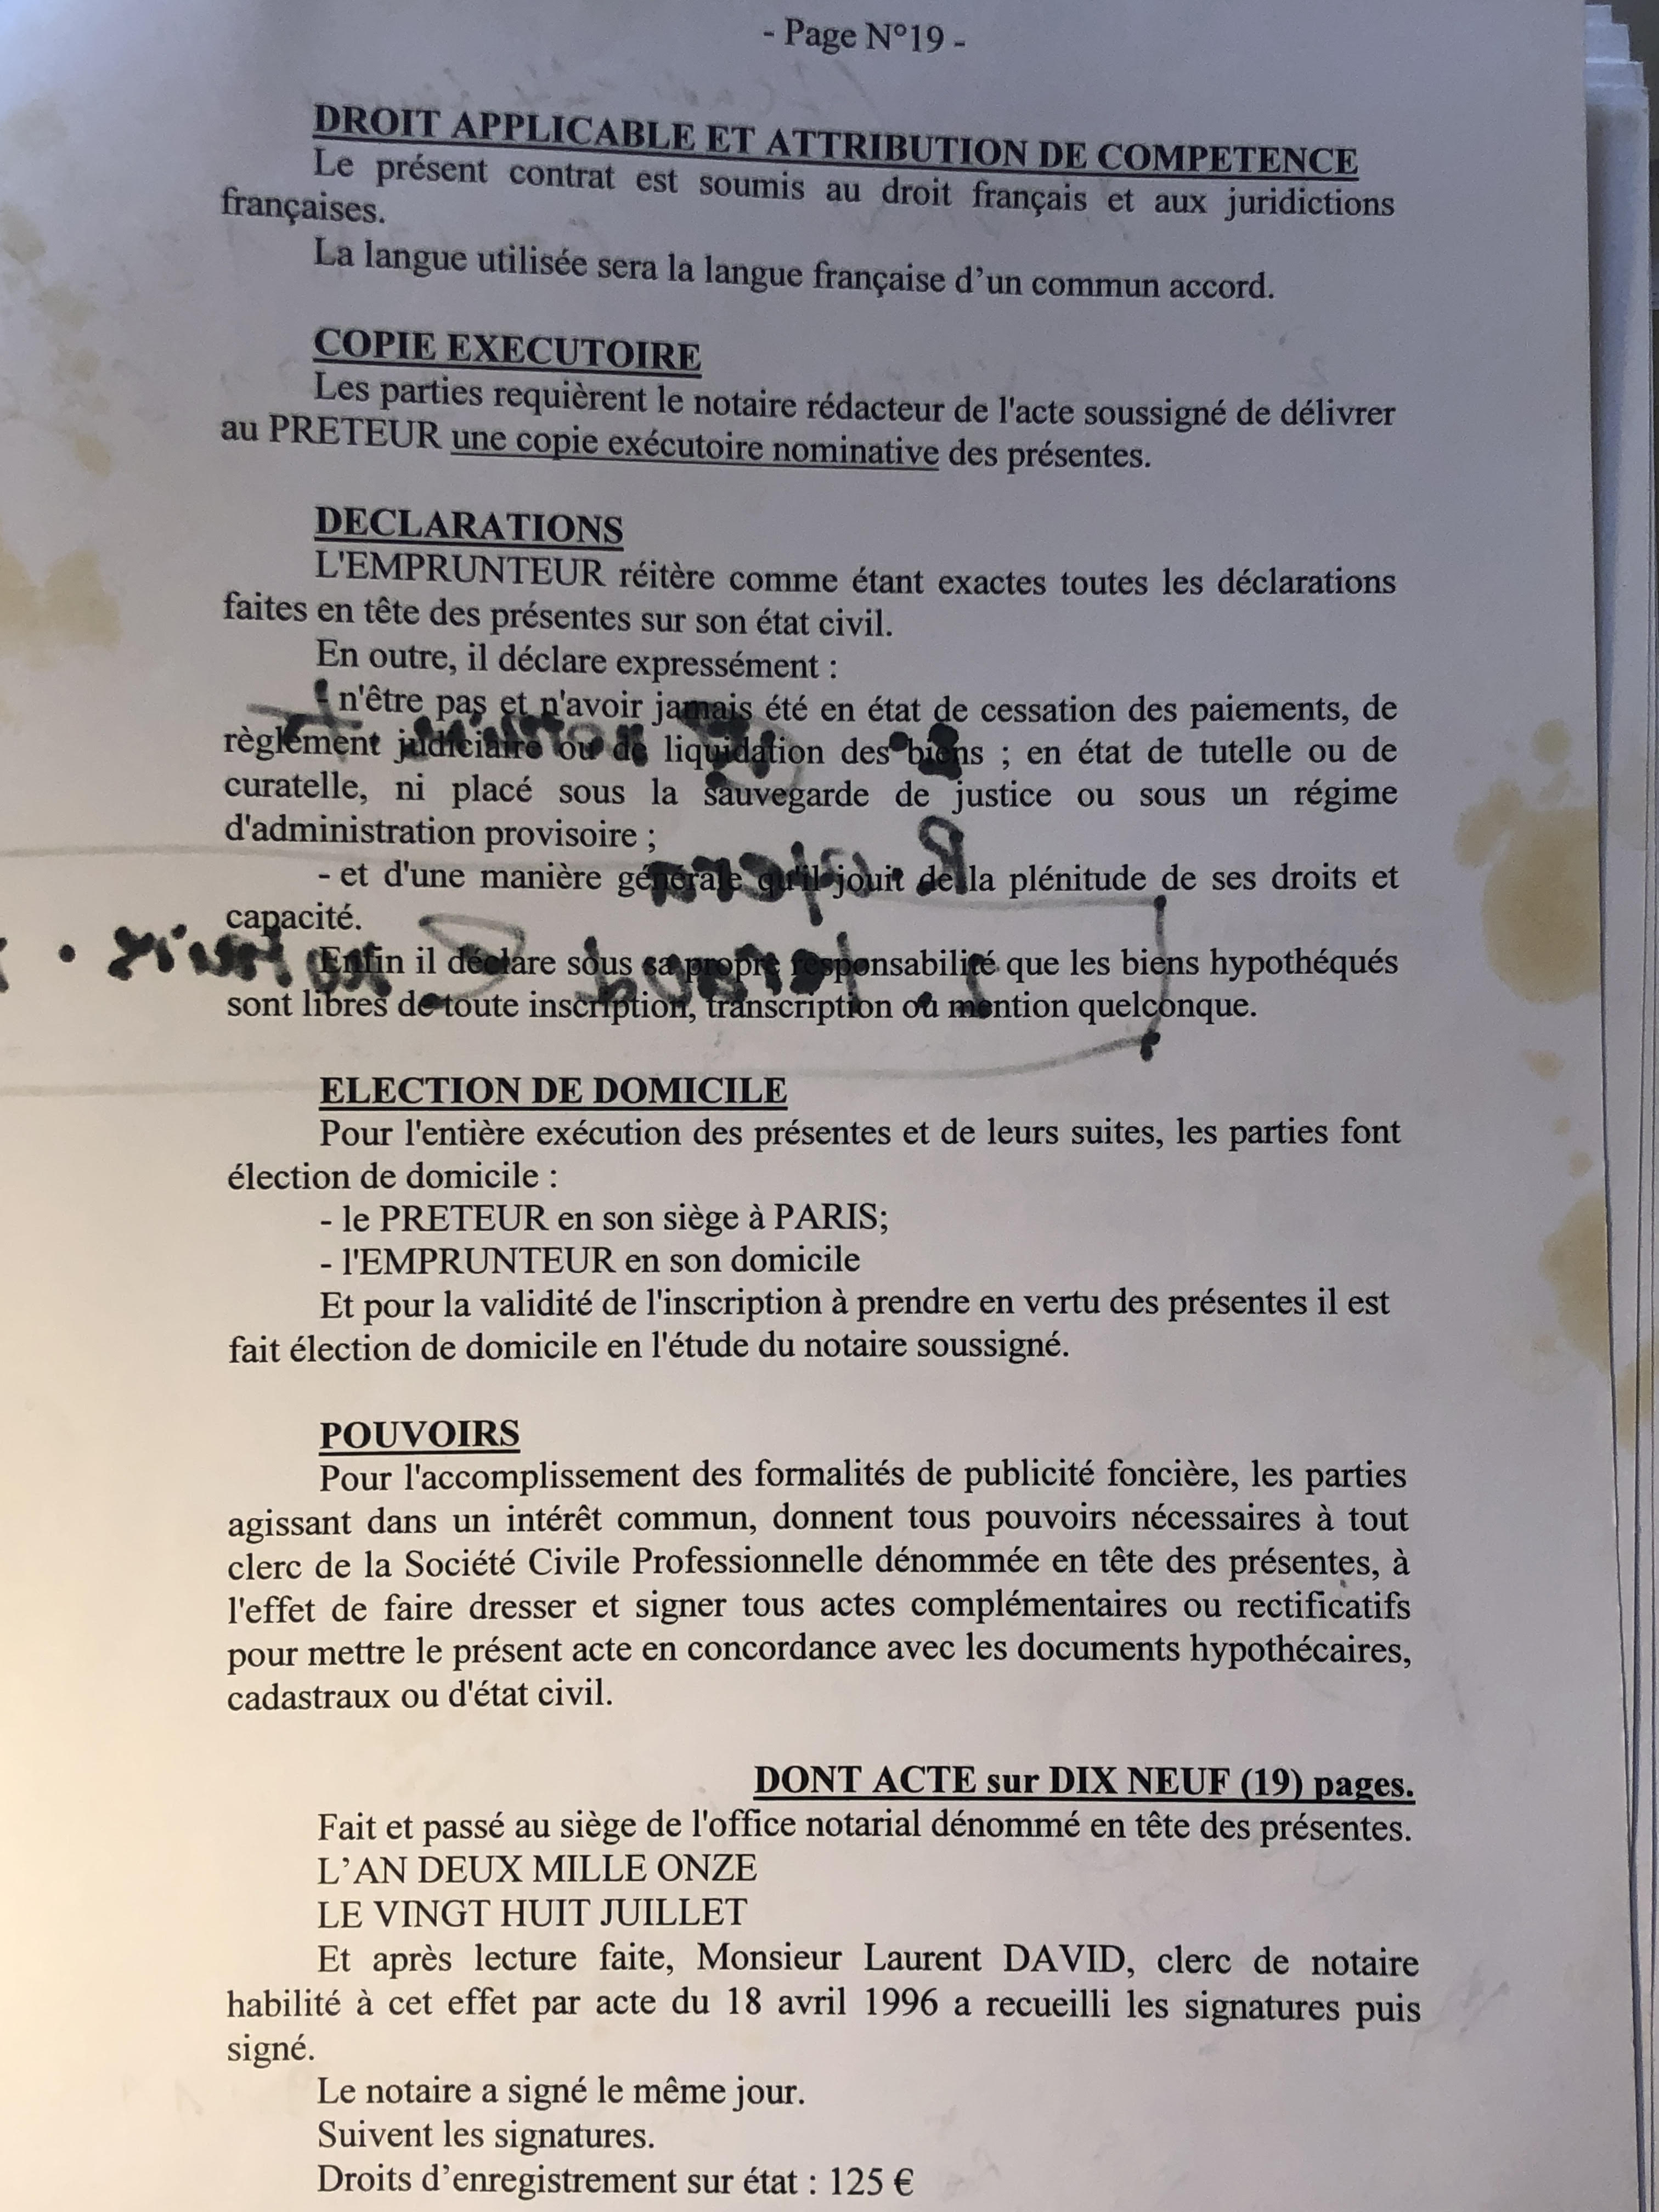 - Page N°19 -
DROIT APPLICABLE ET ATTRIBUTION DE COMPETENCE
Le présent contrat est soumis au droit français et aux juridictions
françaises.
La langue utilisée sera la langue française d’un commun accord.
COPIE EXECUTOIRE
Les parties requièrent le notaire rédacteur de l'acte soussigné de délivrer
au PRETEUR une copie exécutoire nominative des présentes.
DECLARATIONS
L'EMPRUNTEUR réitère comme étant exactes toutes les déclarations
faites en tête des présentes sur son état civil.
En outre, il déclare expressément :
- n'être pas et n'avoir jamais été en état de cessation des paiements, de
règlement judiciaire ou de liquidation des biens ; en état de tutelle ou de
curatelle, ni placé sous la sauvegarde de justice ou sous un régime
d'administration provisoire ;
- et d'une manière générale qu'il jouit de la plénitude de ses droits et
capacité.
Enfin il déclare sous sa propre responsabilité que les biens hypothéqués
sont libres de toute inscription, transcription ou mention quelconque.
ELECTION DE DOMICILE
Pour l'entière exécution des présentes et de leurs suites, les parties font
élection de domicile :
- le PRETEUR en son siège à PARIS;
- l'EMPRUNTEUR en son domicile
Et pour la validité de l'inscription à prendre en vertu des présentes il est
fait élection de domicile en l'étude du notaire soussigné.
POUVOIRS
Pour l'accomplissement des formalités de publicité foncière, les parties
agissant dans un intérêt commun, donnent tous pouvoirs nécessaires à tout
clerc de la Société Civile Professionnelle dénommée en tête des présentes, à
l'effet de faire dresser et signer tous actes complémentaires ou rectificatifs
pour mettre le présent acte en concordance avec les documents hypothécaires,
cadastraux ou d'état civil.
DONT ACTE sur DIX NEUF (19) pages.
Fait et passé au siège de l'office notarial dénommé en tête des présentes.
L’AN DEUX MILLE ONZE
LE VINGT HUIT JUILLET
Et après lecture faite, Monsieur Laurent DAVID, clerc de notaire
habilité à cet effet par acte du 18 avril 1996 a recueilli les signatures puis
signé.
Le notaire a signé le même jour.
Suivent les signatures.
Droits d’enregistrement sur état : 125 €